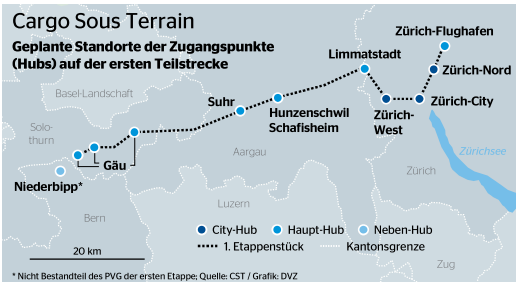 Cargo Sous Terrain
Geplante Standorte der Zugangspunkte
(Hubs) auf der ersten Teilstrecke
Zürich-Flughafen
Limmatstadt
Zürich-Nord
Basel-Landschaft
Suhr
Hunzenschwil
Schafisheim
Zürich-
West
Zürich-City
Solo-
thurn
Gäu
Aargau
Zürichsee
Niederbipp*
Zürich
Bern
Luzern
City-Hub
Haupt-Hub
Neben-Hub
1. Etappenstück
Kantonsgrenze
20 km
Zug
* Nicht Bestandteil des PVG der ersten Etappe; Quelle: CST / Grafik: DVZ